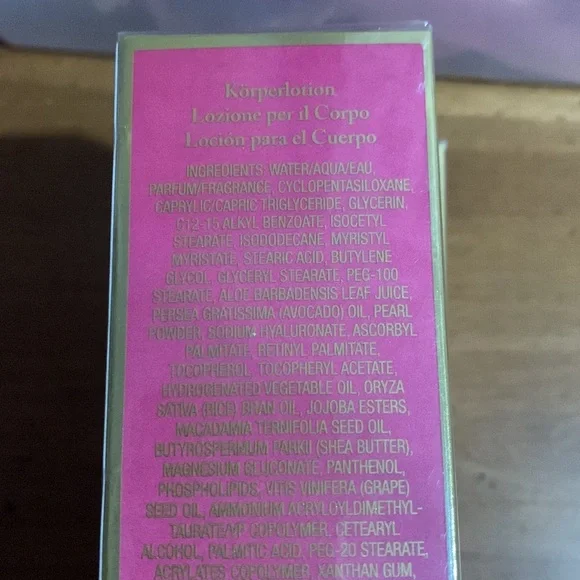 Körperlotion
Lozione per il Corpo
Loción para el Cuerpo
INGREDIENTS: WATER/AQUA/EAU,
PARFUM/FRAGRANCE, CYCLOPENTASILOXANE,
CAPRYLIC/CAPRIC TRIGLYCERIDE, GLYCERIN,
C12-15 ALKYL BENZOATE, ISOCETYL
STEARATE, ISODODECANE, MYRISTYL
MYRISTATE, STEARIC ACID, BUTYLENE
GLYCOL, GLYCERYL STEARATE, PEG-100
STEARATE, ALOE BARBADENSIS LEAF JUICE,
PERSEA GRATISSIMA (AVOCADO) OIL, PEARL
POWDER, SODIUM HYALURONATE, ASCORBYL
PALMITATE, RETINYL PALMITATE,
TOCOPHEROL, TOCOPHERYL ACETATE,
HYDROGENATED VEGETABLE OIL, ORYZA
SATIVA (RICE) BRAN OIL, JOJOBA ESTERS,
MACADAMIA TERNIFOLIA SEED OIL,
BUTYROSPERMUM PARKII (SHEA BUTTER),
MAGNESIUM GLUCONATE, PANTHENOL,
PHOSPHOLIPIDS, VITIS VINIFERA (GRAPE)
SEED OIL, AMMONIUM ACRYLOYLDIMETHYL-
TAURATE/VP COPOLYMER, CETEARYL
ALCOHOL, PALMITIC ACID, PEG-20 STEARATE,
ACRYLATES COPOLYMER, XANTHAN GUM,